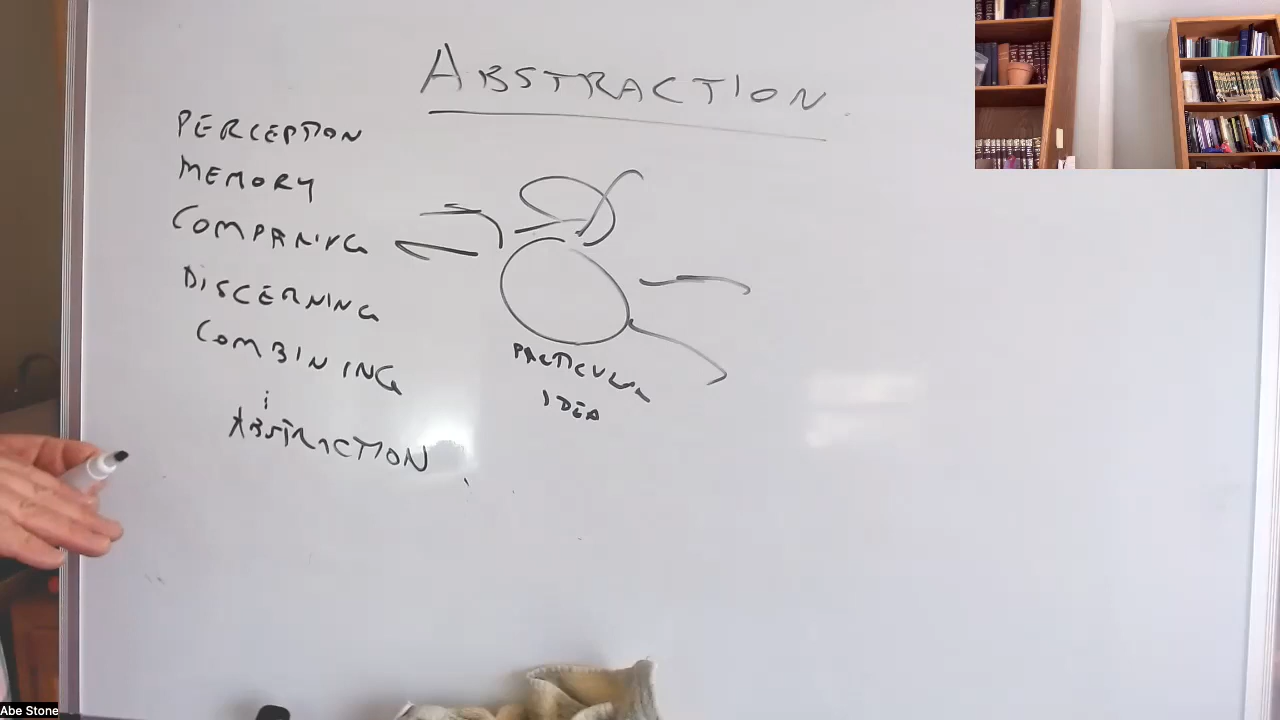 ABSTRACTION
PERCEPTION
MEMORY
COMPARING
DISCERNING
COMBINING
ABSTRACTION
PARTICULAR
IDEA
Abe Stone